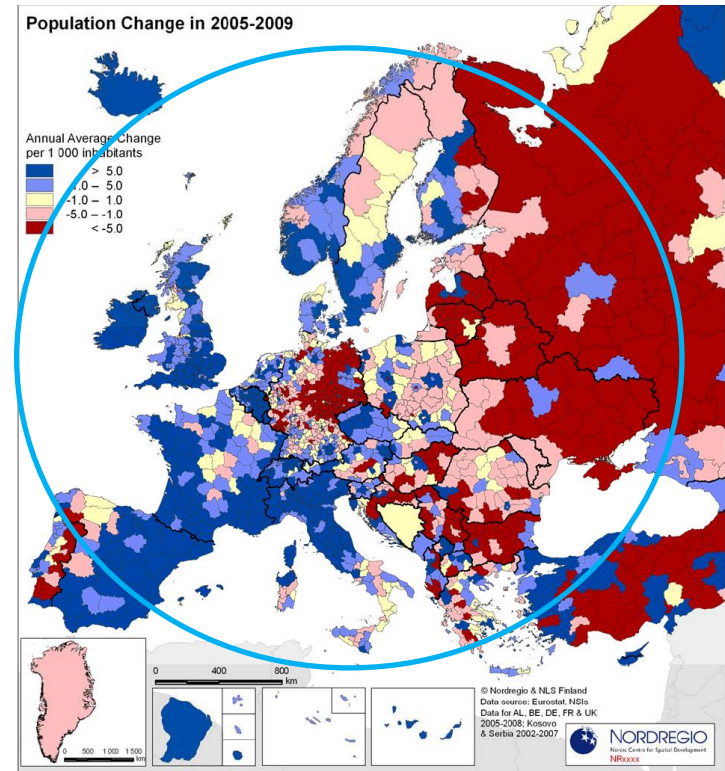 Population Change in 2005-2009
Annual Average Change
per 1 000 inhabitants
> 5.0
1.0 – 5.0
-1.0 – 1.0
-5.0 – -1.0
< -5.0
0 400 800
km
0 500 1 000 1 500
km
© Nordregio & NLS Finland
Data source: Eurostat, NSIs
Data for AL, BE, DE, FR & UK
2005-2008; Kosovo
& Serbia 2002-2007
NORDREGIO
Nordic Centre for Spatial Development
NRxxxx